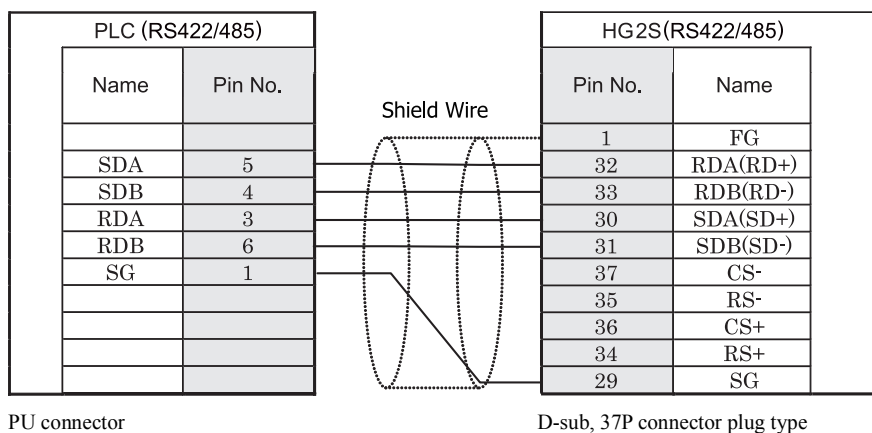 PLC (RS422/485) HG2S(RS422/485)
Name Pin No. Pin No. Name
Shield Wire
1 FG
SDA 5 32 RDA(RD+)
SDB 4 33 RDB(RD-)
RDA 3 30 SDA(SD+)
RDB 6 31 SDB(SD-)
SG 1 37 CS-
35 RS-
36 CS+
34 RS+
29 SG
PU connector D-sub, 37P connector plug type